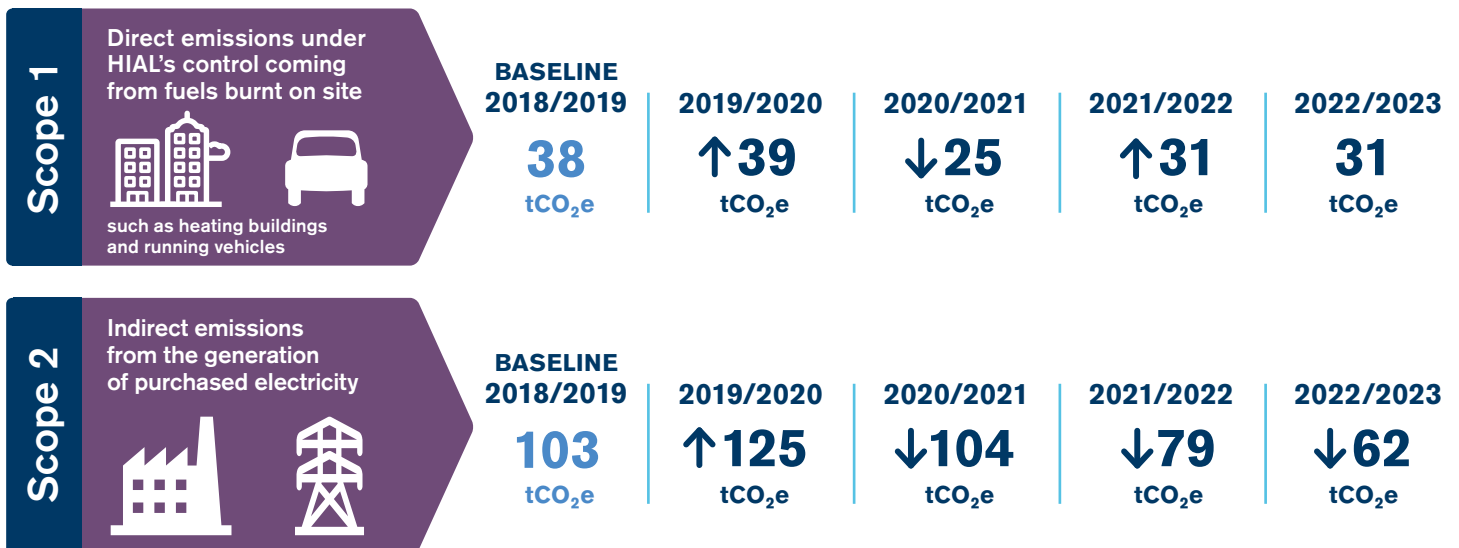 Scope 1
Direct emissions under
HIAL's control coming
from fuels burnt on site
such as heating buildings
and running vehicles
BASELINE
2018/2019
38
tCO₂e
2019/2020
↑39
tCO₂e
2020/2021
↓25
tCO₂e
2021/2022
↑31
tCO₂e
2022/2023
31
tCO₂e
Scope 2
Indirect emissions
from the generation
of purchased electricity
BASELINE
2018/2019
103
tCO₂e
2019/2020
↑125
tCO₂e
2020/2021
↓104
tCO₂e
2021/2022
↓79
tCO₂e
2022/2023
↓62
tCO₂e